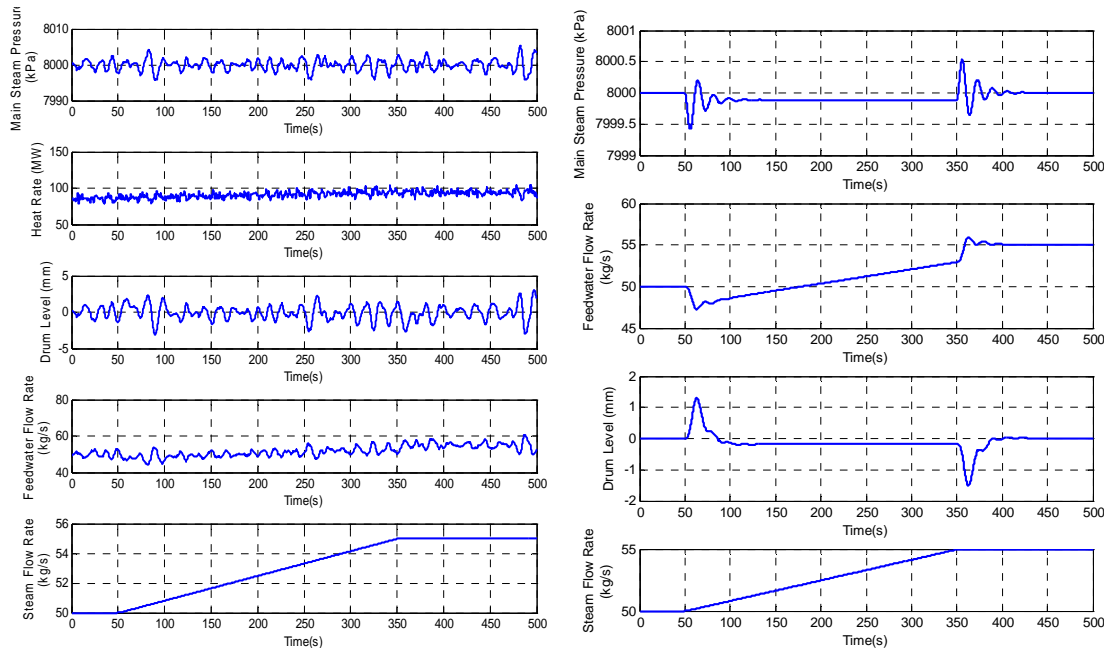 Main Steam Pressure
(kPa)
8010
8000
7990
0 50 100 150 200 250 300 350 400 450 500
Time(s)
Heat Rate (MW)
150
100
50
0 50 100 150 200 250 300 350 400 450 500
Time(s)
Drum Level (mm)
5
0
-5
0 50 100 150 200 250 300 350 400 450 500
Time(s)
Feedwater Flow Rate
(kg/s)
80
60
40
0 50 100 150 200 250 300 350 400 450 500
Time(s)
Steam Flow Rate
(kg/s)
56
54
52
50
0 50 100 150 200 250 300 350 400 450 500
Time(s)
Main Steam Pressure (kPa)
8001
8000.5
8000
7999.5
7999
0 50 100 150 200 250 300 350 400 450 500
Time(s)
Feedwater Flow Rate
(kg/s)
60
55
50
45
0 50 100 150 200 250 300 350 400 450 500
Time(s)
Drum Level (mm)
2
1
0
-1
-2
0 50 100 150 200 250 300 350 400 450 500
Time(s)
Steam Flow Rate
(kg/s)
55
50
0 50 100 150 200 250 300 350 400 450 500
Time(s)